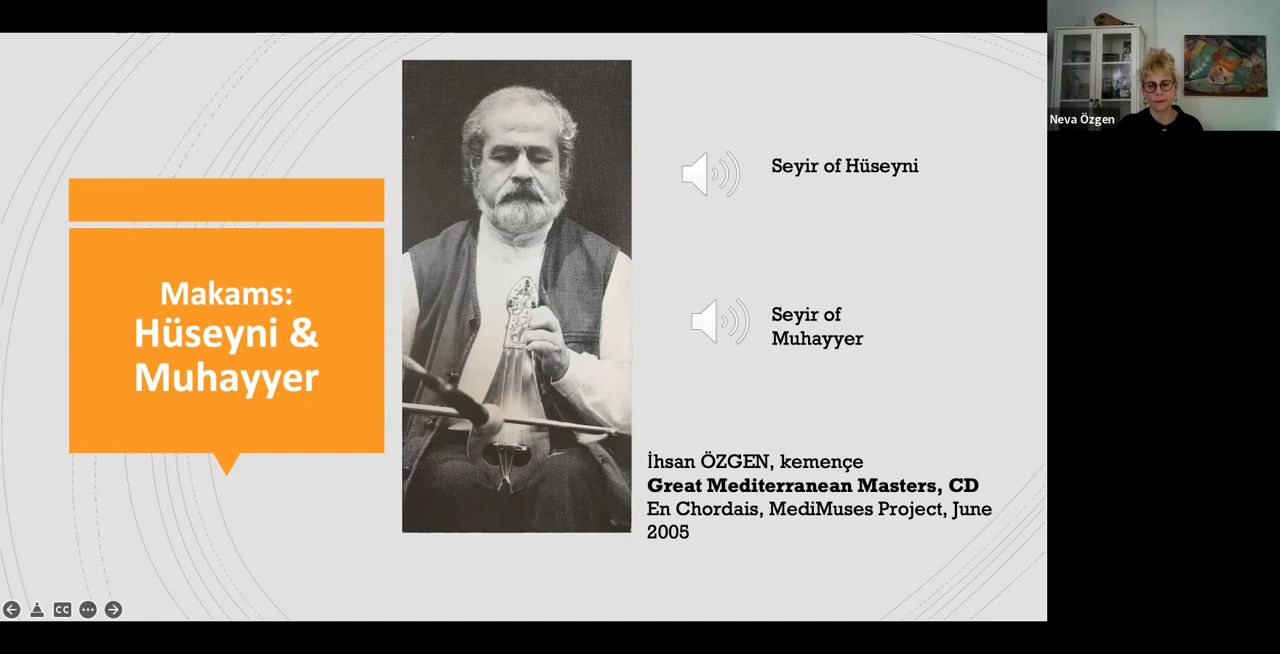 Makams:
Hüseyni &
Muhayyer
Seyir of Hüseyni
Seyir of
Muhayyer
İhsan ÖZGEN, kemençe
Great Mediterranean Masters, CD
En Chordais, MediMuses Project, June
2005
Neva Özgen
CC